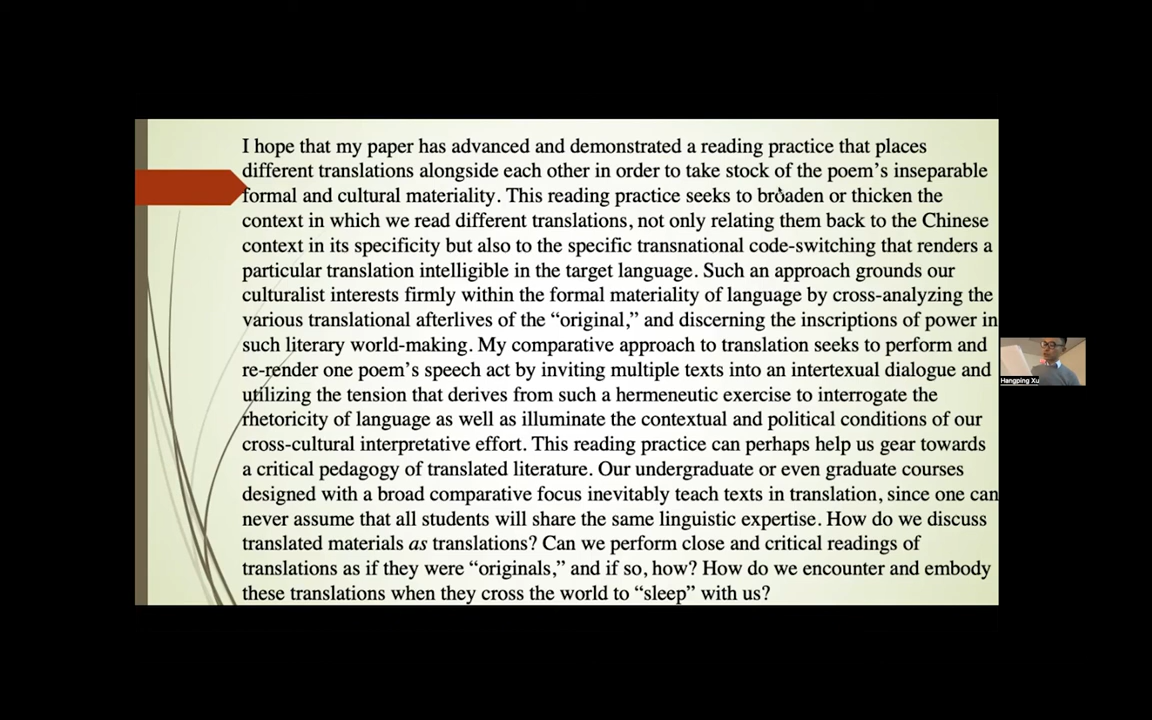 I hope that my paper has advanced and demonstrated a reading practice that places
different translations alongside each other in order to take stock of the poem's inseparable
formal and cultural materiality. This reading practice seeks to broaden or thicken the
context in which we read different translations, not only relating them back to the Chinese
context in its specificity but also to the specific transnational code-switching that renders a
particular translation intelligible in the target language. Such an approach grounds our
culturalist interests firmly within the formal materiality of language by cross-analyzing the
various translational afterlives of the “original,” and discerning the inscriptions of power in
such literary world-making. My comparative approach to translation seeks to perform and
re-render one poem's speech act by inviting multiple texts into an intertexual dialogue and
utilizing the tension that derives from such a hermeneutic exercise to interrogate the
rhetoricity of language as well as illuminate the contextual and political conditions of our
cross-cultural interpretative effort. This reading practice can perhaps help us gear towards
a critical pedagogy of translated literature. Our undergraduate or even graduate courses
designed with a broad comparative focus inevitably teach texts in translation, since one can
never assume that all students will share the same linguistic expertise. How do we discuss
translated materials as translations? Can we perform close and critical readings of
translations as if they were “originals,” and if so, how? How do we encounter and embody
these translations when they cross the world to “sleep” with us?
Hangping Xu